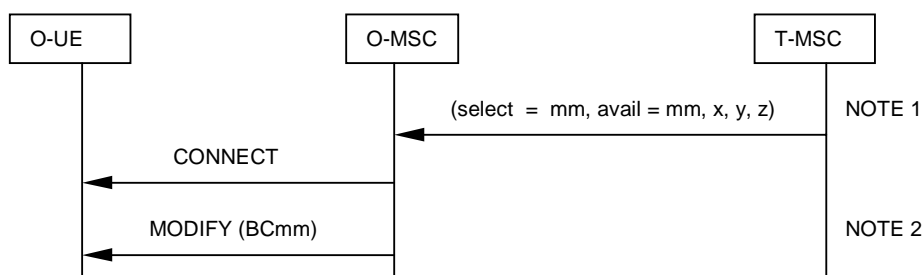 O-UE
O-MSC
T-MSC
(select = mm, avail = mm, x, y, z)
NOTE 1
CONNECT
MODIFY (BCmm)
NOTE 2